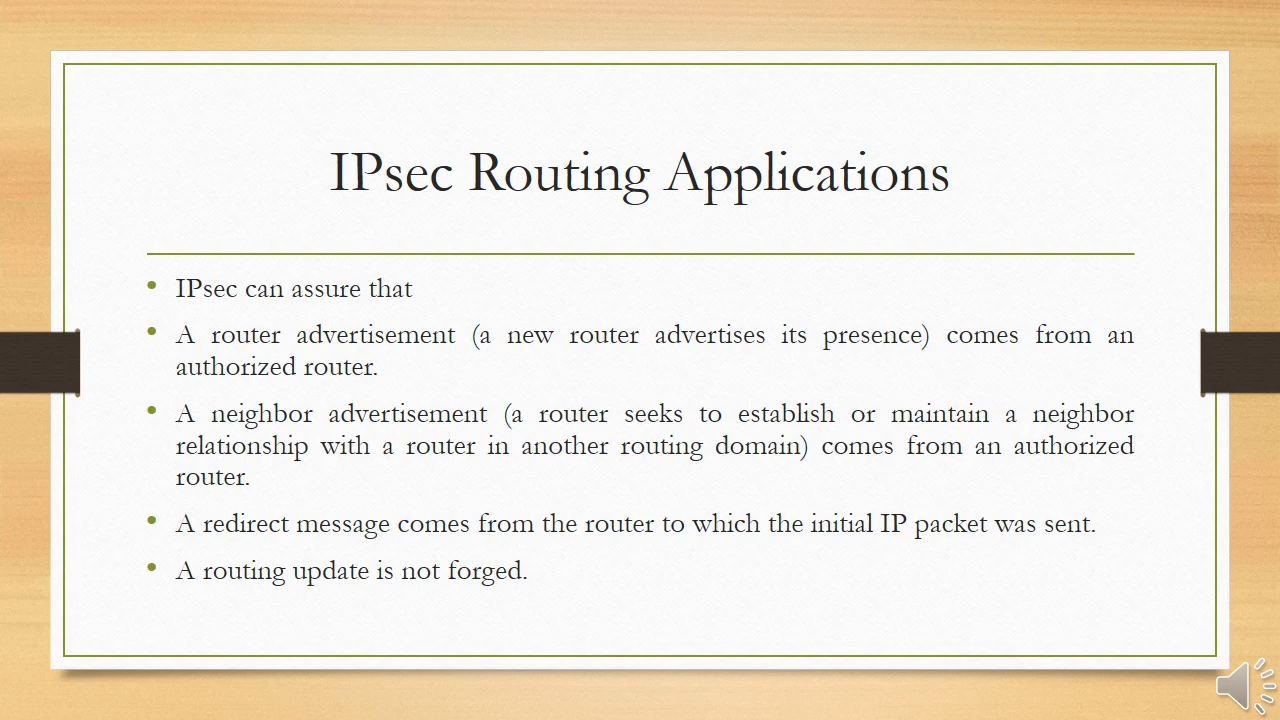 IPsec Routing Applications
• IPsec can assure that
• A router advertisement (a new router advertises its presence) comes from an
authorized router.
• A neighbor advertisement (a router seeks to establish or maintain a neighbor
relationship with a router in another routing domain) comes from an authorized
router.
• A redirect message comes from the router to which the initial IP packet was sent.
• A routing update is not forged.